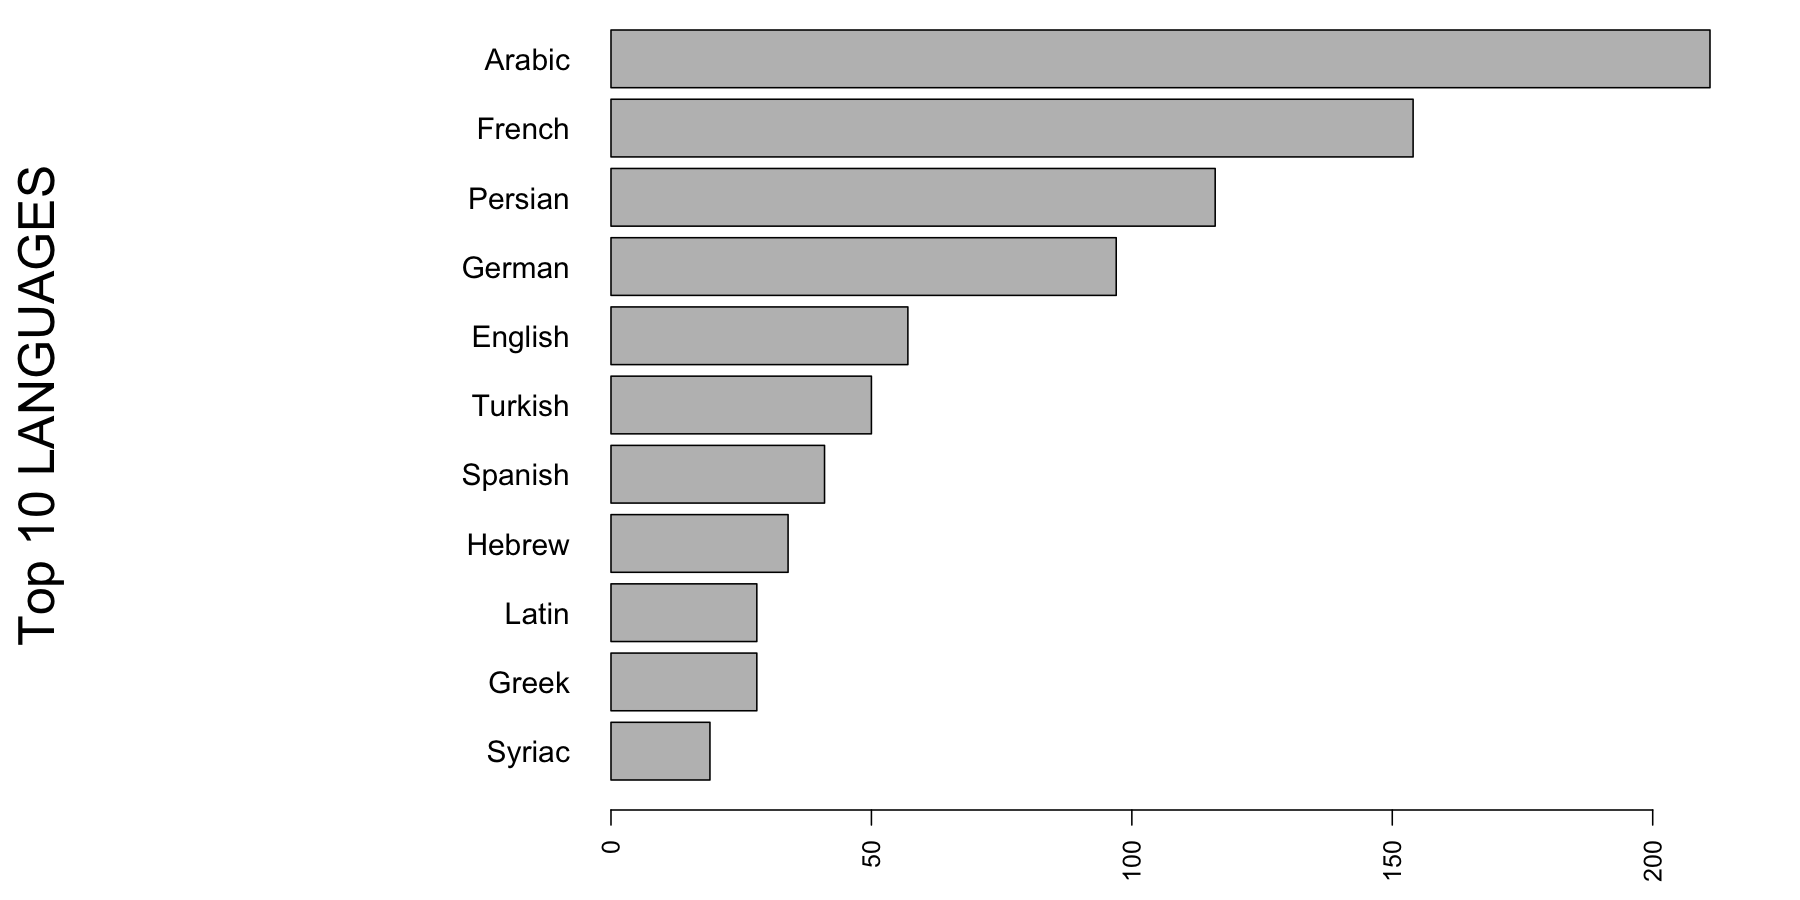 Top 10 LANGUAGES
Arabic
French
Persian
German
English
Turkish
Spanish
Hebrew
Latin
Greek
Syriac
0 50 100 150 200